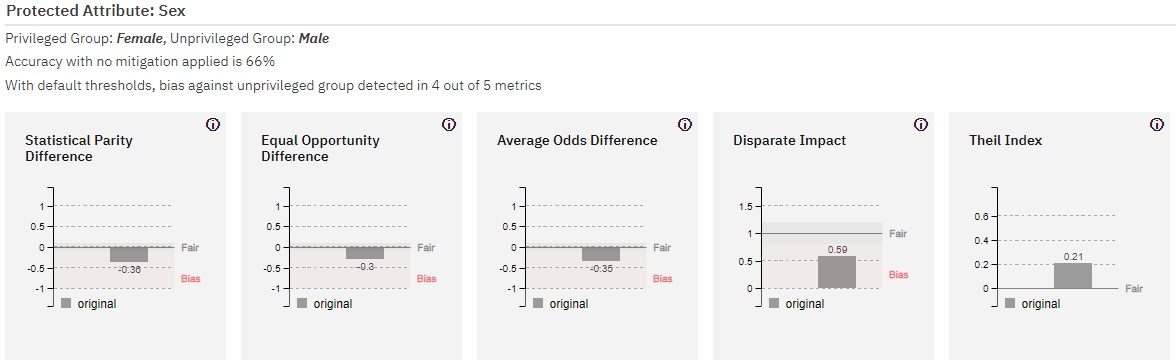 Protected Attribute: Sex
Privileged Group: Female, Unprivileged Group: Male
Accuracy with no mitigation applied is 66%
With default thresholds, bias against unprivileged group detected in 4 out of 5 metrics
Statistical Parity
Difference
1
0.5
0
-0.5
-1
-0.36
Fair
Bias
original
Equal Opportunity
Difference
1
0.5
0
-0.5
-1
-0.3
Fair
Bias
original
Average Odds Difference
1
0.5
0
-0.5
-1
-0.35
Fair
Bias
original
Disparate Impact
1.5
1
0.5
0
0.59
Fair
Bias
original
Theil Index
0.6
0.4
0.2
0
0.21
Fair
original